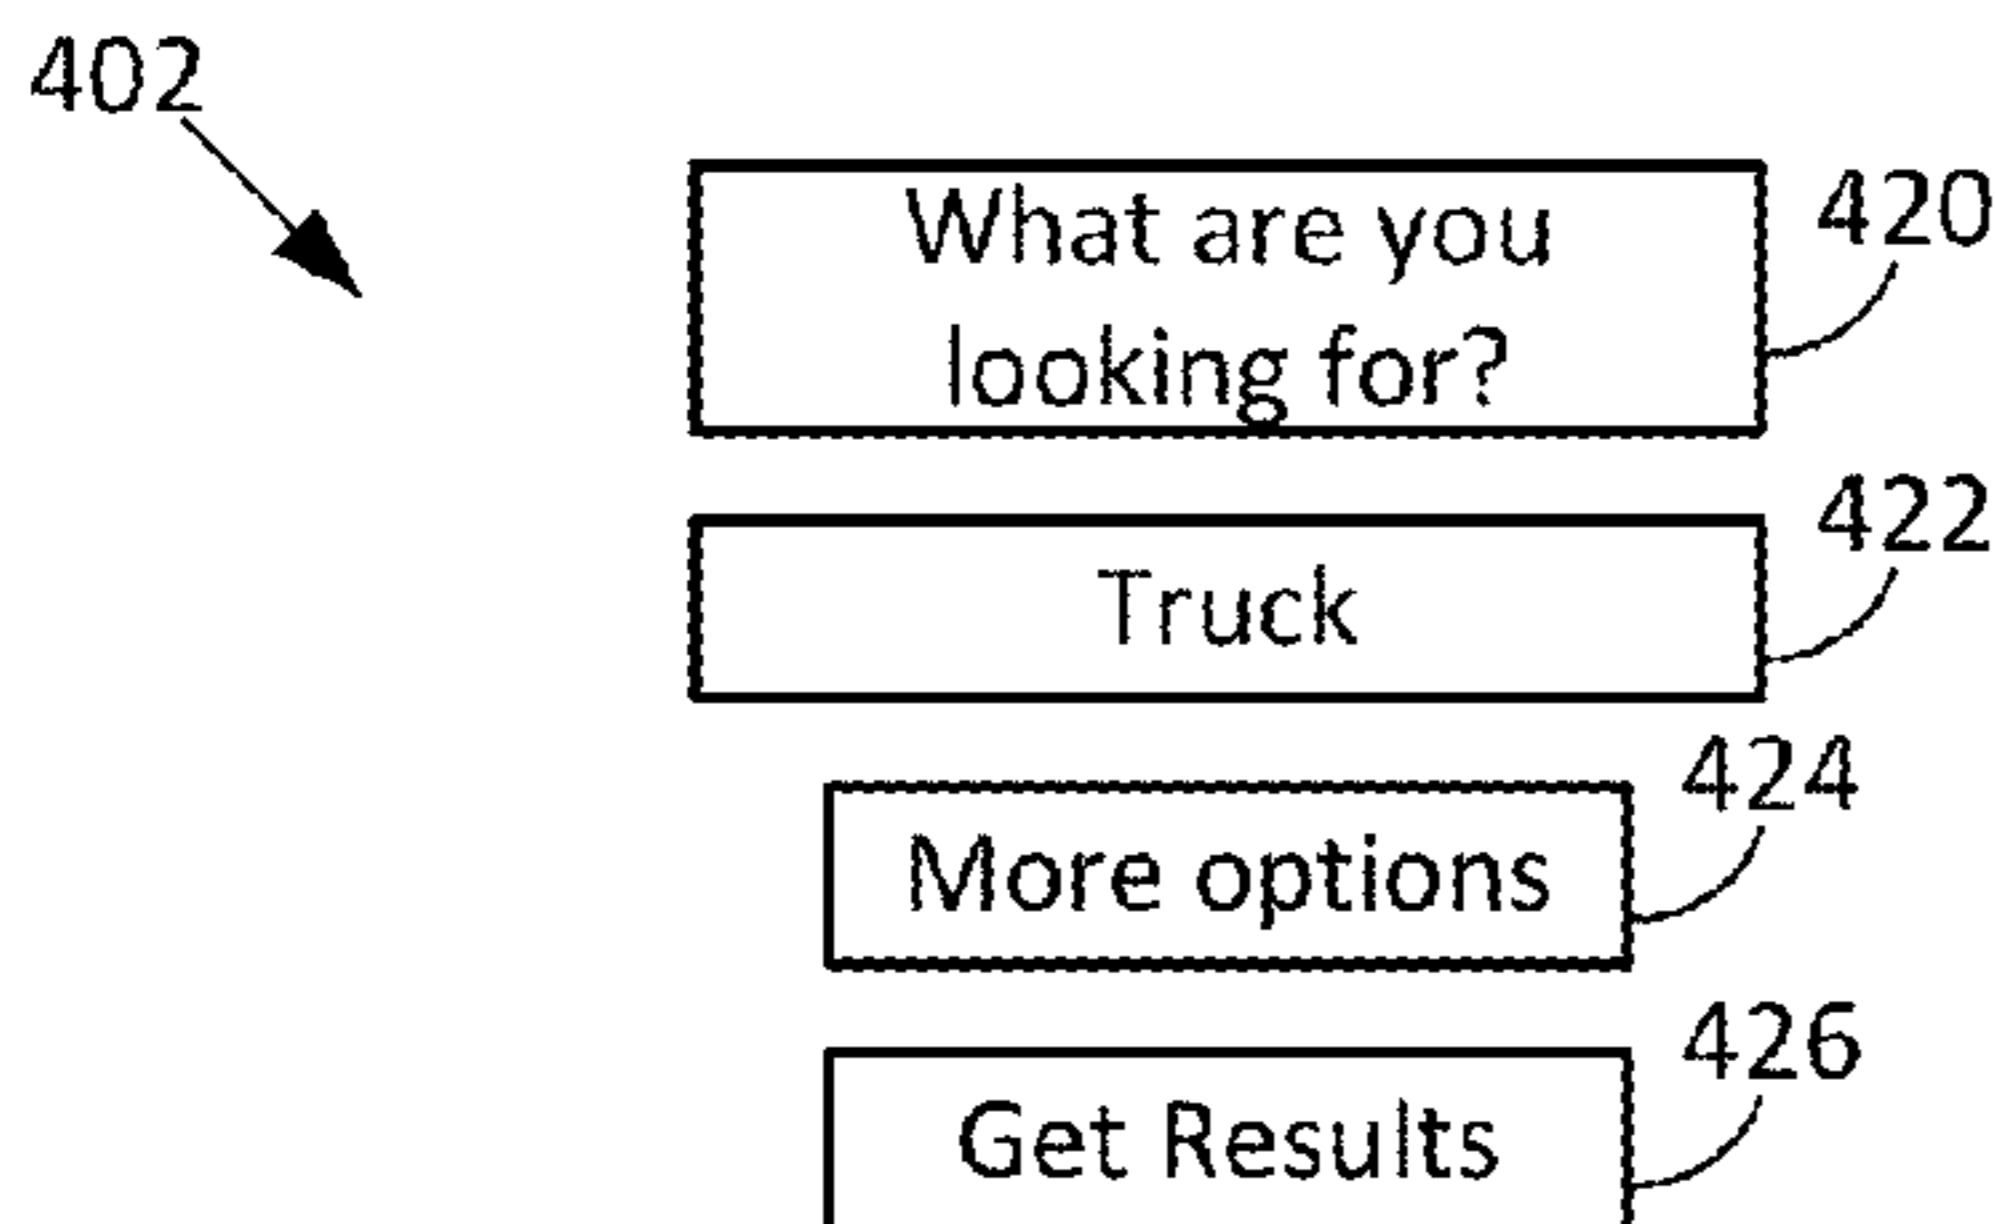 402
What are you
looking for?
420
Truck
422
More options
424
Get Results
426